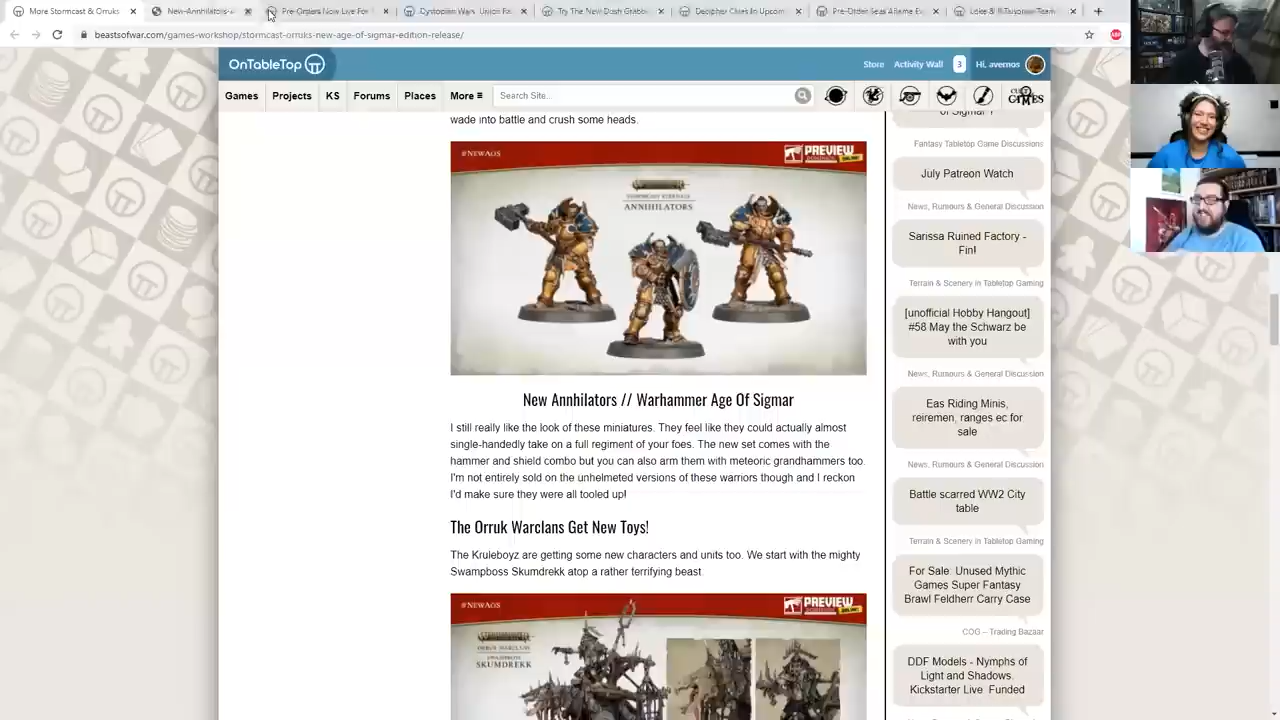 More Stormcast & Orruks
New-Annihilators-
Pre-Orders Now Live For
Dystopian Wars: Union Fa
Try The New Dash Grabbi
Decipher Clues In Upcom
Pre-Order
beastsofwar.com/games-workshop/stormcast-orruks-new-age-of-sigmar-edition-release/
OnTableTop
Store
Activity Wall
3
Hi, avernos
Games
Projects
KS
Forums
Places
More
Search Site...
GAMES
wade into battle and crush some heads.
#NEWAOS
PREVIEW
ONLINE!
ANNIHILATORS
New Annhilators // Warhammer Age Of Sigmar
I still really like the look of these miniatures. They feel like they could actually almost
single-handedly take on a full regiment of your foes. The new set comes with the
hammer and shield combo but you can also arm them with meteoric grandhammers too.
I'm not entirely sold on the unhelmeted versions of these warriors though and I reckon
I'd make sure they were all tooled up!
The Orruk Warclans Get New Toys!
The Kruleboyz are getting some new characters and units too. We start with the mighty
Swampboss Skumdrekk atop a rather terrifying beast.
#NEWAOS
PREVIEW
ONLINE!
ORRUK WARCLANS
SWAMPBOSS
SKUMDREKK
of Sigmar ?
Fantasy Tabletop Game Discussions
July Patreon Watch
News, Rumours & General Discussion
Sarissa Ruined Factory -
Fin!
Terrain & Scenery in Tabletop Gaming
[unofficial Hobby Hangout]
#58 May the Schwarz be
with you
News, Rumours & General Discussion
Eas Riding Minis,
reiremen, ranges ec for
sale
News, Rumours & General Discussion
Battle scarred WW2 City
table
Terrain & Scenery in Tabletop Gaming
For Sale: Unused Mythic
Games Super Fantasy
Brawl Feldherr Carry Case
COG – Trading Bazaar
DDF Models - Nymphs of
Light and Shadows.
Kickstarter Live Funded